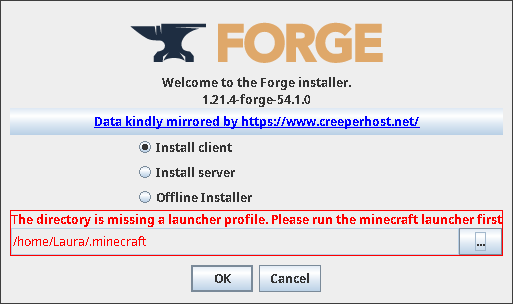 FORGE
Welcome to the Forge installer.
1.21.4-forge-54.1.0
Data kindly mirrored by https://www.creeperhost.net/
Install client
Install server
Offline Installer
The directory is missing a launcher profile. Please run the minecraft launcher first
/home/Laura/.minecraft
...
OK Cancel